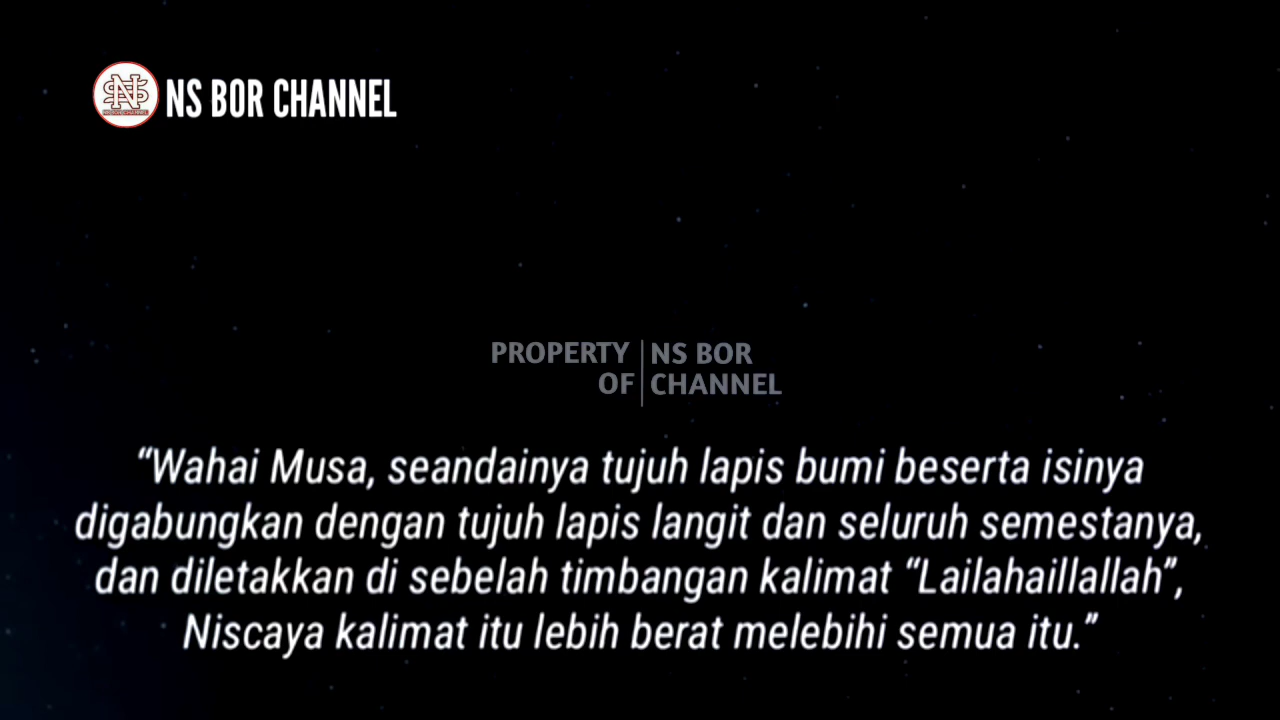 NS BOR CHANNEL
PROPERTY OF
NS BOR CHANNEL
“Wahai Musa, seandainya tujuh lapis bumi beserta isinya
digabungkan dengan tujuh lapis langit dan seluruh semestanya,
dan diletakkan di sebelah timbangan kalimat “Lailahaillallah”,
Niscaya kalimat itu lebih berat melebihi semua itu.”